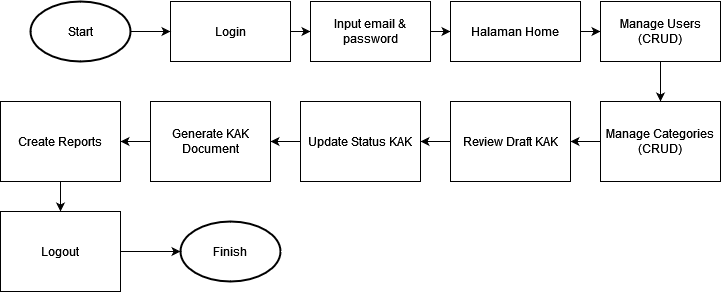 Start
Login
Input email &
password
Halaman Home
Manage Users
(CRUD)
Manage Categories
(CRUD)
Review Draft KAK
Update Status KAK
Generate KAK
Document
Create Reports
Logout
Finish